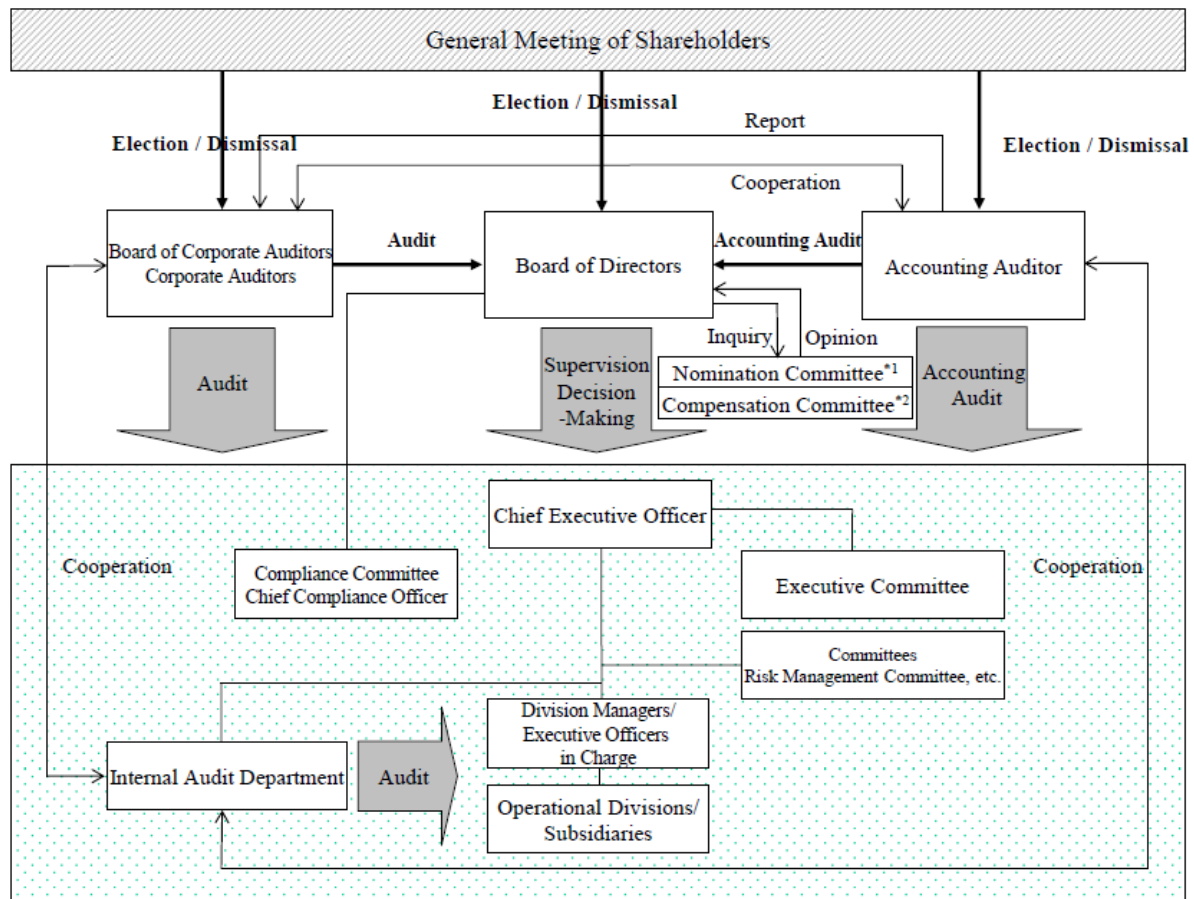 General Meeting of Shareholders
Election / Dismissal
Election / Dismissal
Election / Dismissal
Report
Cooperation
Board of Corporate Auditors
Corporate Auditors
Audit
Board of Directors
Accounting Audit
Accounting Auditor
Inquiry
Opinion
Nomination Committee*1
Compensation Committee*2
Audit
Supervision
Decision
-Making
Accounting
Audit
Chief Executive Officer
Cooperation
Compliance Committee
Chief Compliance Officer
Executive Committee
Cooperation
Committees
Risk Management Committee, etc.
Division Managers/
Executive Officers
in Charge
Internal Audit Department
Audit
Operational Divisions/
Subsidiaries